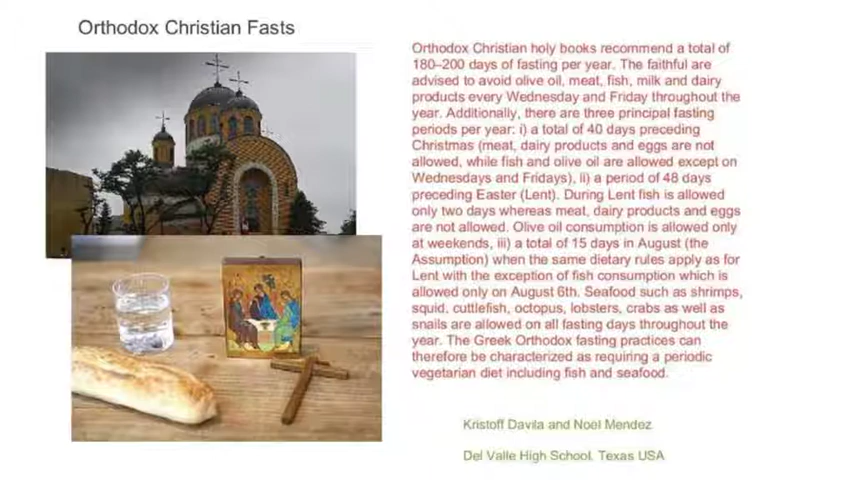 Orthodox Christian Fasts
Orthodox Christian holy books recommend a total of
180–200 days of fasting per year. The faithful are
advised to avoid olive oil, meat, fish, milk and dairy
products every Wednesday and Friday throughout the
year. Additionally, there are three principal fasting
periods per year: i) a total of 40 days preceding
Christmas (meat, dairy products and eggs are not
allowed, while fish and olive oil are allowed except on
Wednesdays and Fridays), ii) a period of 48 days
preceding Easter (Lent). During Lent fish is allowed
only two days whereas meat, dairy products and eggs
are not allowed. Olive oil consumption is allowed only
at weekends, iii) a total of 15 days in August (the
Assumption) when the same dietary rules apply as for
Lent with the exception of fish consumption which is
allowed only on August 6th. Seafood such as shrimps,
squid, cuttlefish, octopus, lobsters, crabs as well as
snails are allowed on all fasting days throughout the
year. The Greek Orthodox fasting practices can
therefore be characterized as requiring a periodic
vegetarian diet including fish and seafood.
Kristoff Davila and Noel Mendez
Del Valle High School. Texas USA